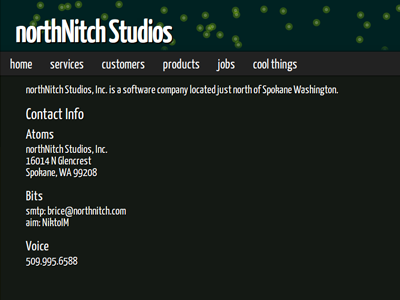 northNitch Studios
home services customers products jobs cool things
northNitch Studios, Inc. is a software company located just north of Spokane Washington.
Contact Info
Atoms
northNitch Studios, Inc.
16014 N Glencrest
Spokane, WA 99208
Bits
smtp: brice@northnitch.com
aim: NiktoIM
Voice
509.995.6588